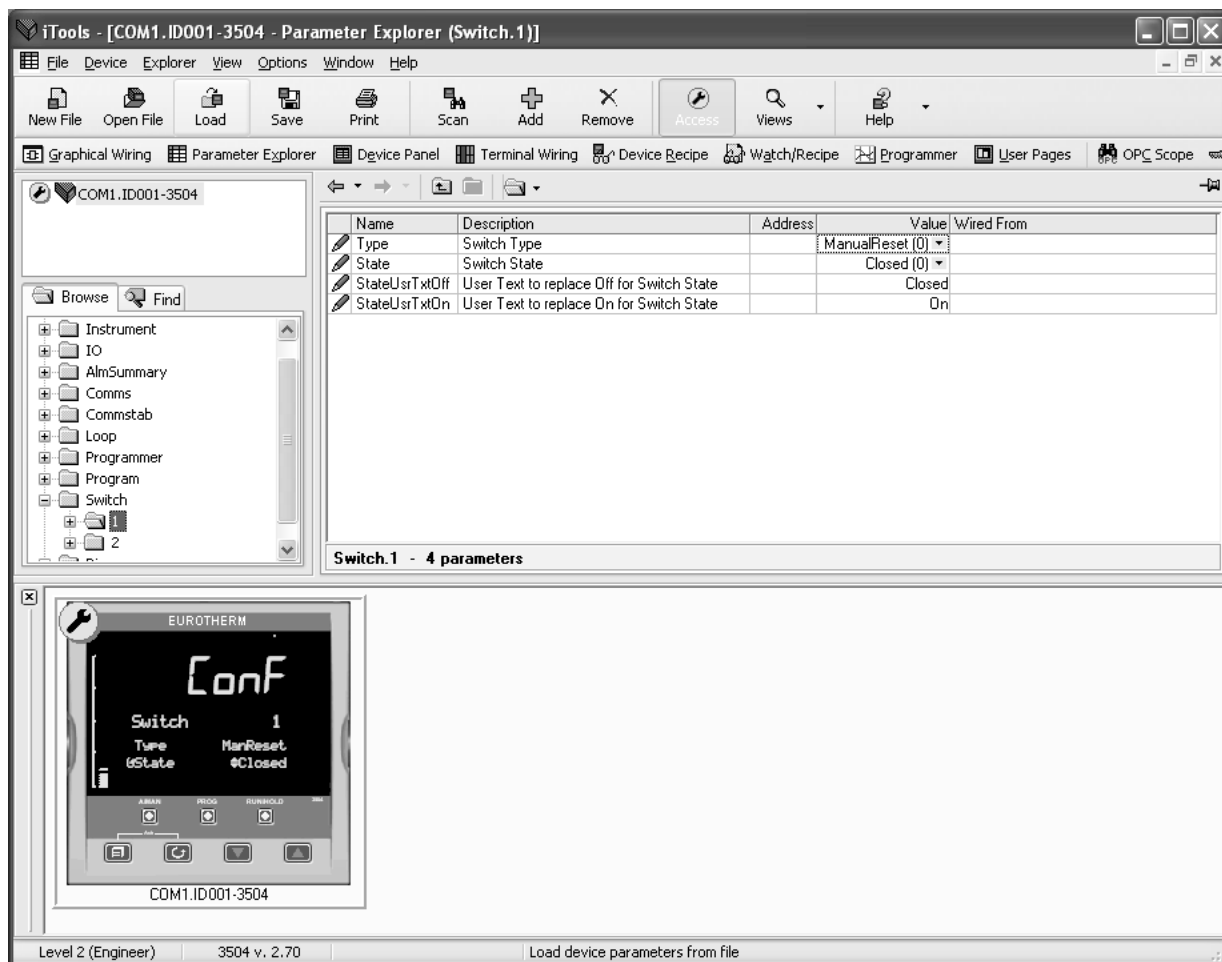 iTools - [COM1.ID001-3504 - Parameter Explorer (Switch.1)]
File Device Explorer View Options Window Help
New File Open File Load Save Print Scan Add Remove Access Views Help
Graphical Wiring Parameter Explorer Device Panel Terminal Wiring Device Recipe Watch/Recipe Programmer User Pages OPC Scope
COM1.ID001-3504
Browse Find
Instrument
IO
AlmSummary
Comms
Commstab
Loop
Programmer
Program
Switch
1
2
Name Description Address Value Wired From
Type Switch Type ManualReset (0)
State Switch State Closed (0)
StateUsrTxtOff User Text to replace Off for Switch State Closed
StateUsrTxtOn User Text to replace On for Switch State On
Switch.1 - 4 parameters
EUROTHERM
ConF
Switch 1
Type ManReset
State Closed
PROG RUN/HOLD 3504
COM1.ID001-3504
Level 2 (Engineer) 3504 v. 2.70 Load device parameters from file